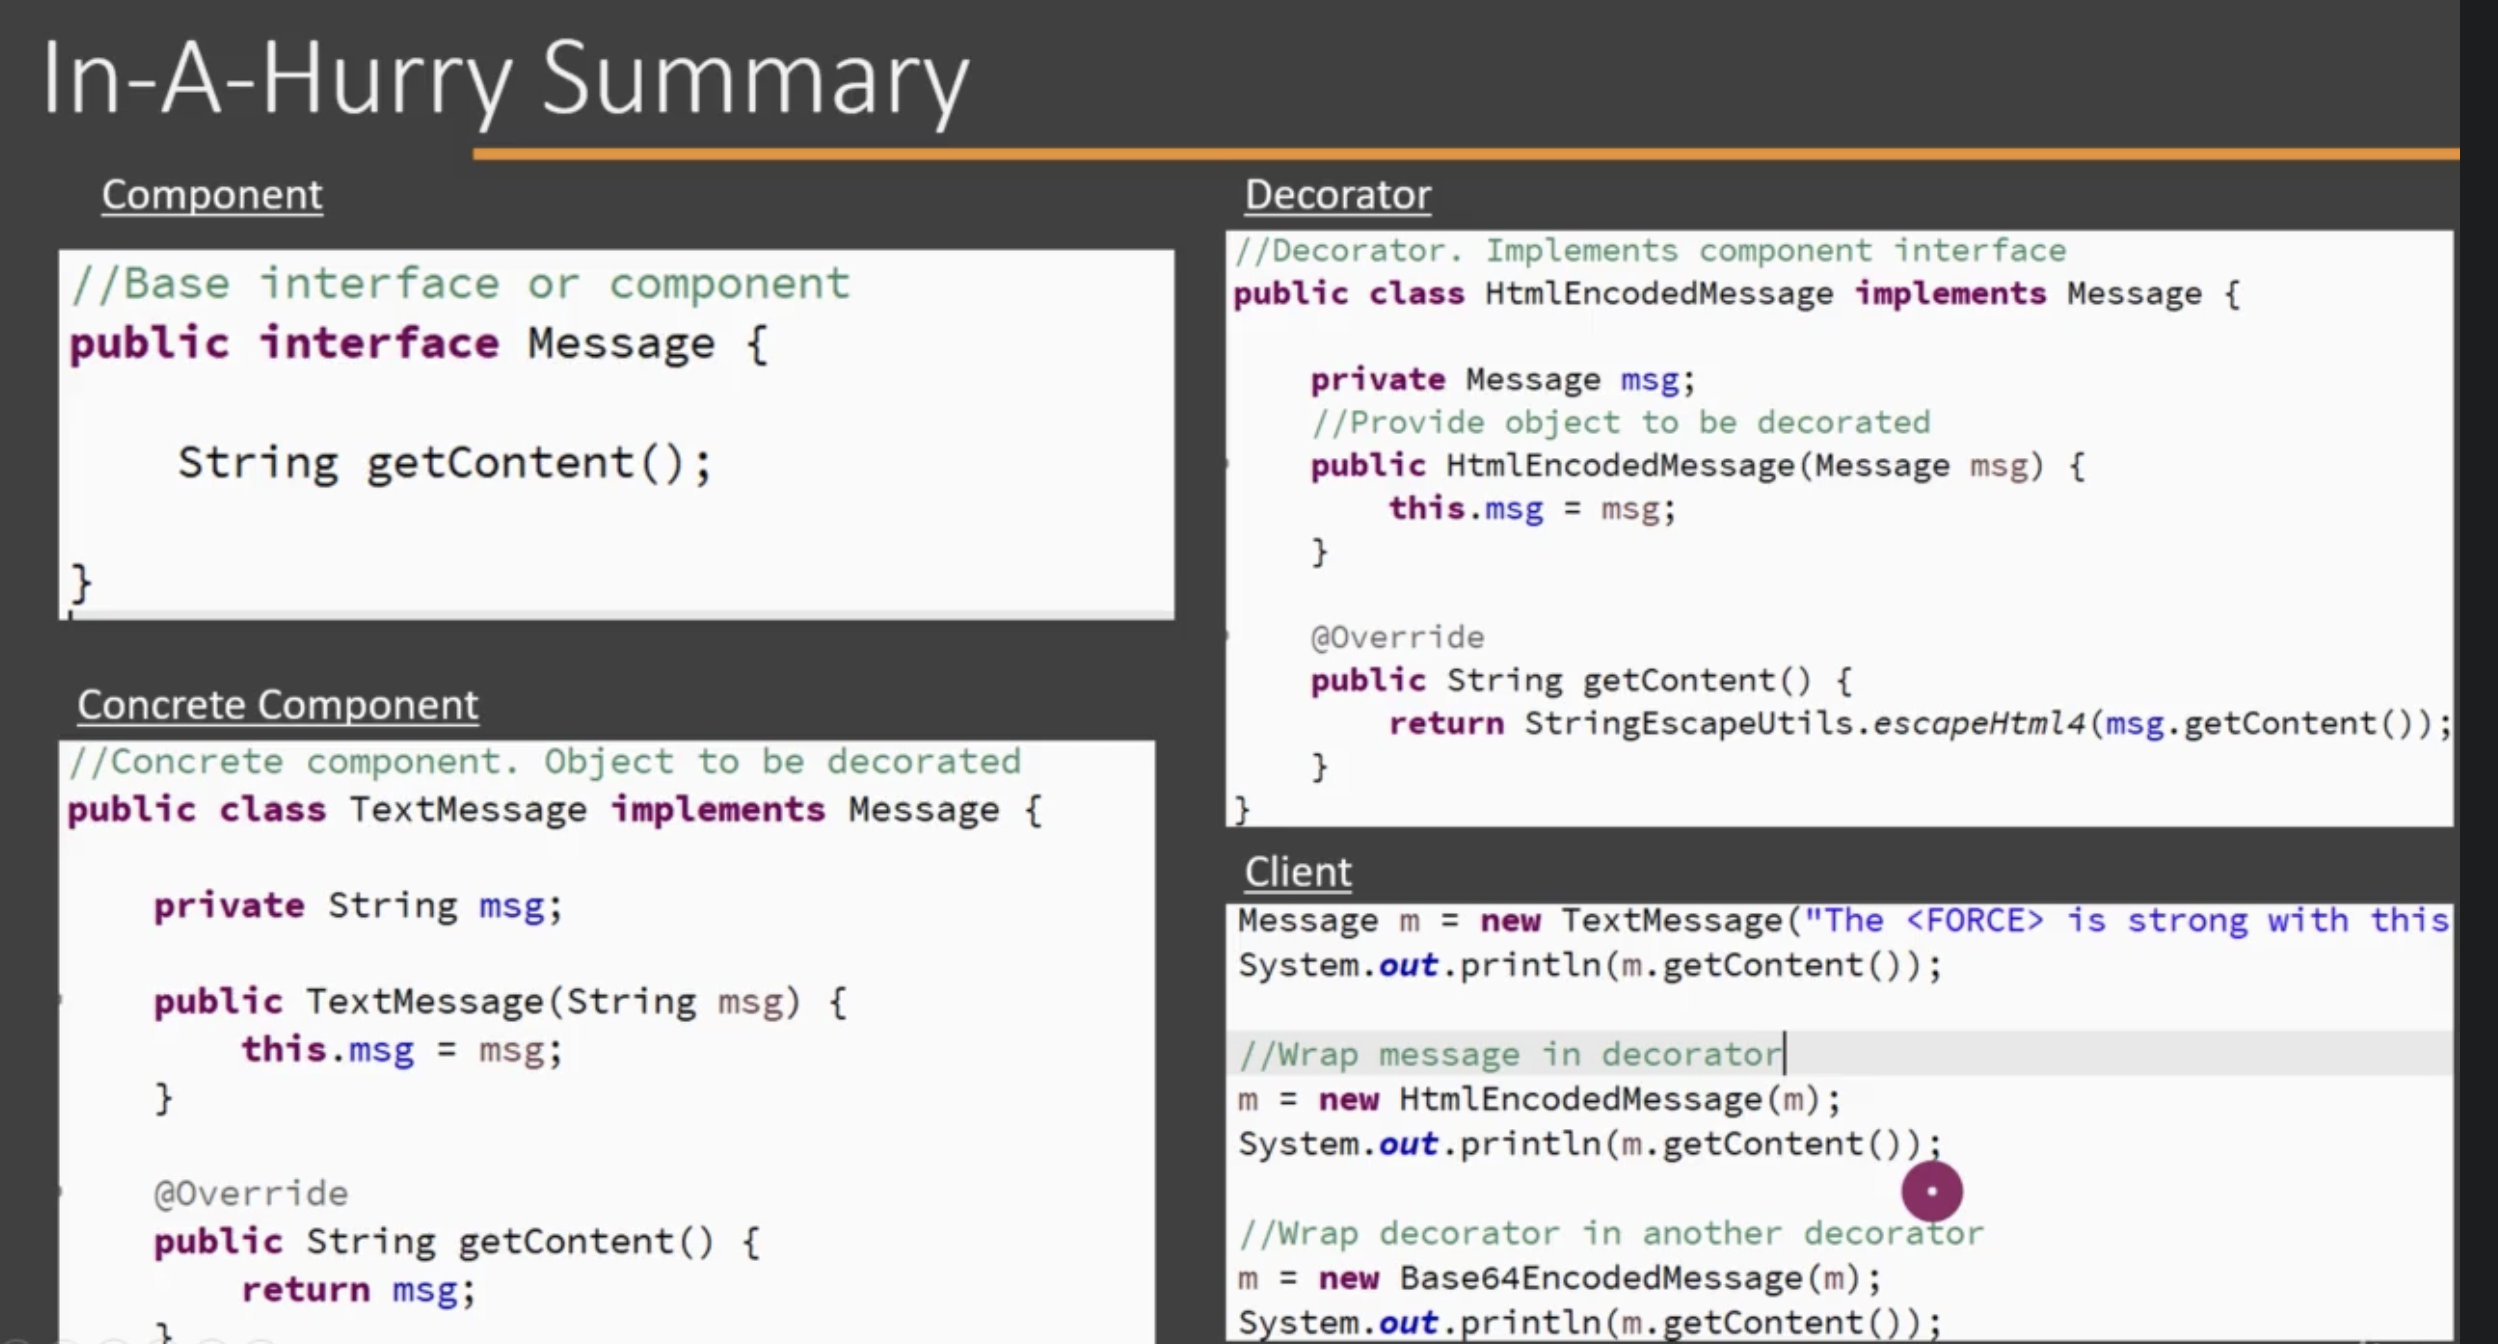 In-A-Hurry Summary
Component
//Base interface or component
public interface Message {
    String getContent();
}
Concrete Component
//Concrete component. Object to be decorated
public class TextMessage implements Message {
    private String msg;
    public TextMessage(String msg) {
        this.msg = msg;
    }
    @Override
    public String getContent() {
        return msg;
    }
Decorator
//Decorator. Implements component interface
public class HtmlEncodedMessage implements Message {
    private Message msg;
    //Provide object to be decorated
    public HtmlEncodedMessage(Message msg) {
        this.msg = msg;
    }
    @Override
    public String getContent() {
        return StringEscapeUtils.escapeHtml4(msg.getContent());
    }
}
Client
Message m = new TextMessage("The <FORCE> is strong with this
System.out.println(m.getContent());
//Wrap message in decorator
m = new HtmlEncodedMessage(m);
System.out.println(m.getContent());
//Wrap decorator in another decorator
m = new Base64EncodedMessage(m);
System.out.println(m.getContent());